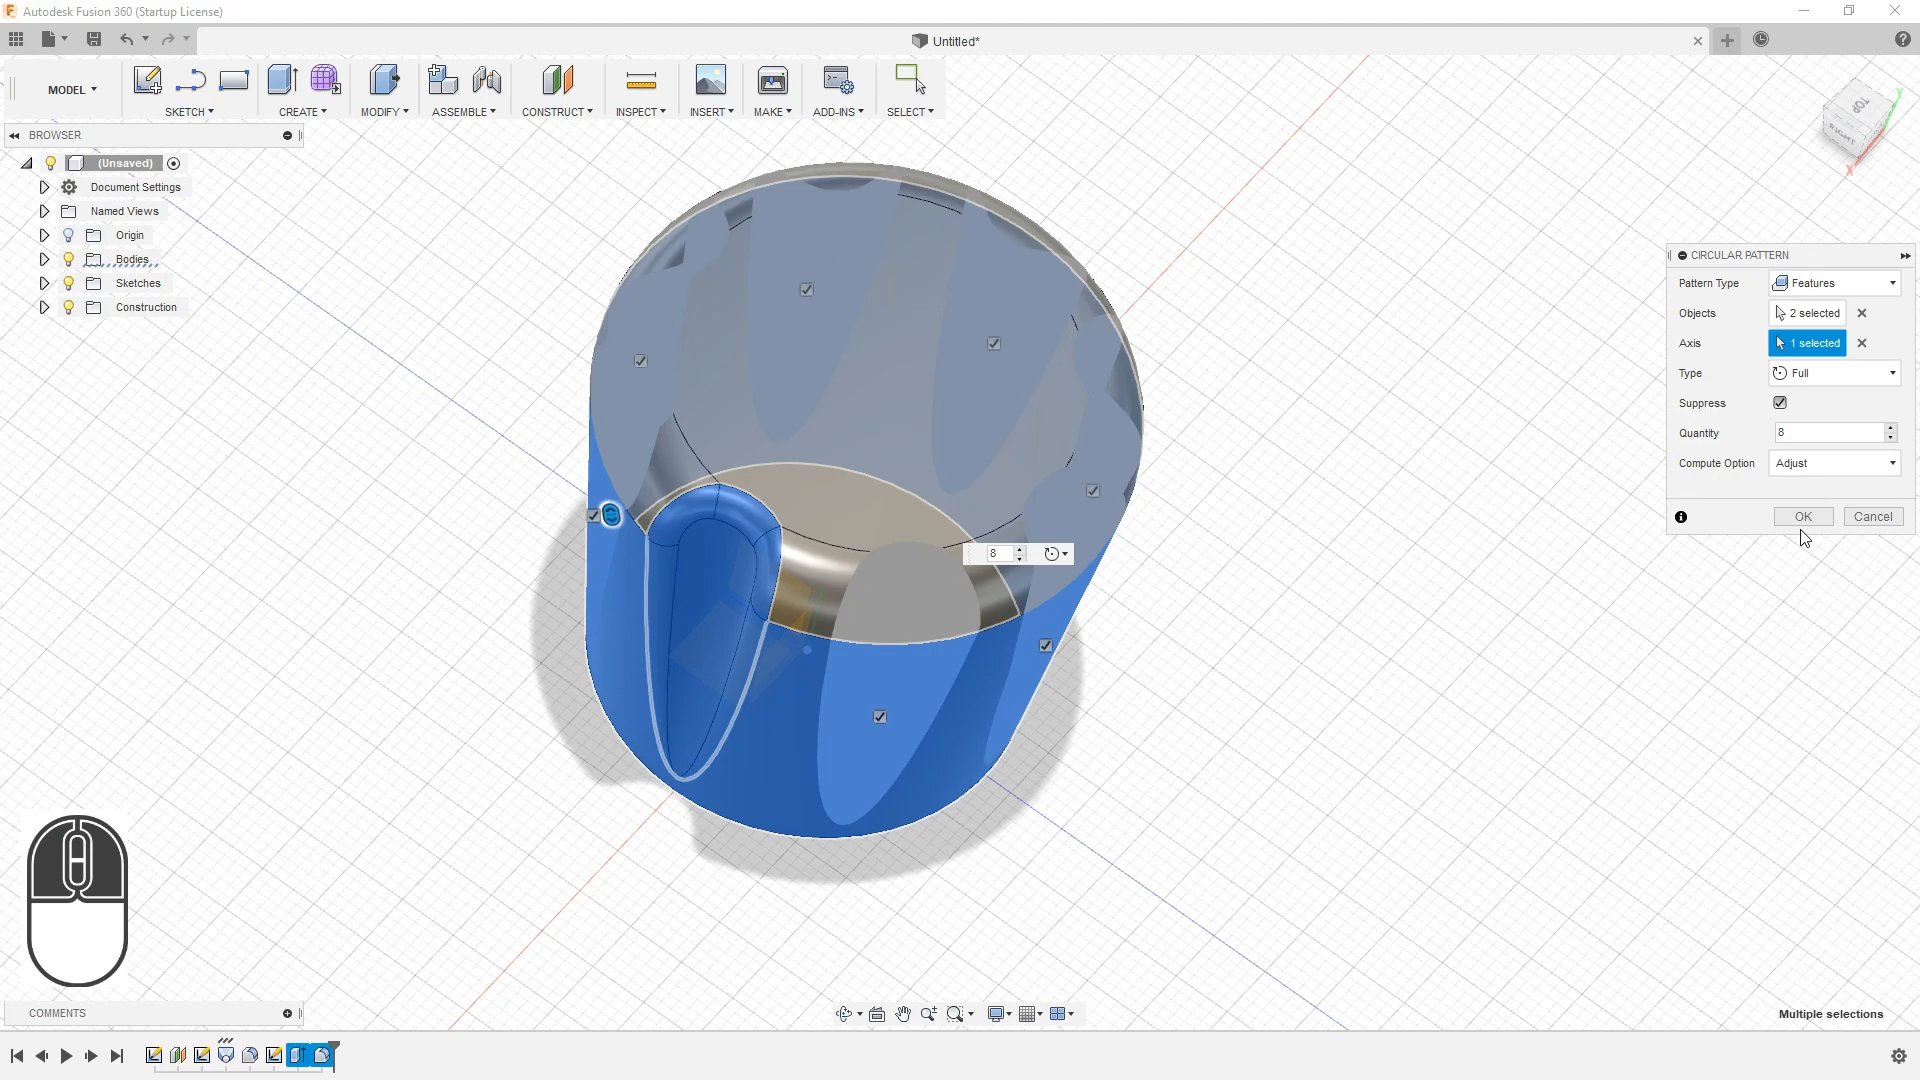 Autodesk Fusion 360 (Startup License)
Untitled*
MODEL
SKETCH
CREATE
MODIFY
ASSEMBLE
CONSTRUCT
INSPECT
INSERT
MAKE
ADD-INS
SELECT
BROWSER
(Unsaved)
Document Settings
Named Views
Origin
Bodies
Sketches
Construction
TOP
RIGHT
Y
X
CIRCULAR PATTERN
Pattern Type Features
Objects 2 selected
Axis 1 selected
Type Full
Suppress
Quantity 8
Compute Option Adjust
OK Cancel
8
COMMENTS
Multiple selections